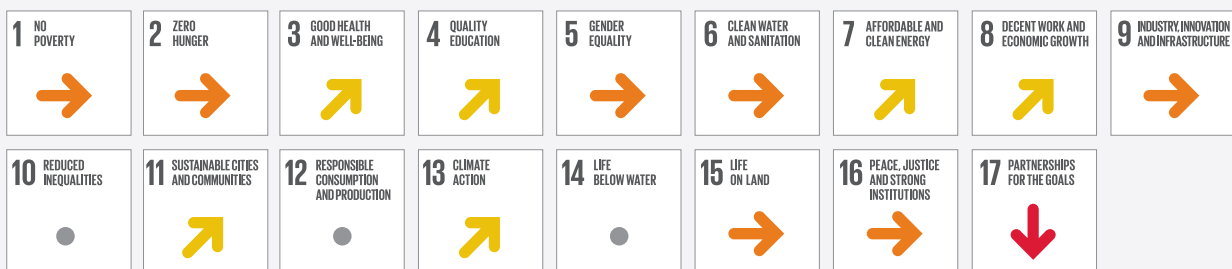 1 NO POVERTY
2 ZERO HUNGER
3 GOOD HEALTH AND WELL-BEING
4 QUALITY EDUCATION
5 GENDER EQUALITY
6 CLEAN WATER AND SANITATION
7 AFFORDABLE AND CLEAN ENERGY
8 DECENT WORK AND ECONOMIC GROWTH
9 INDUSTRY, INNOVATION AND INFRASTRUCTURE
10 REDUCED INEQUALITIES
11 SUSTAINABLE CITIES AND COMMUNITIES
12 RESPONSIBLE CONSUMPTION AND PRODUCTION
13 CLIMATE ACTION
14 LIFE BELOW WATER
15 LIFE ON LAND
16 PEACE, JUSTICE AND STRONG INSTITUTIONS
17 PARTNERSHIPS FOR THE GOALS